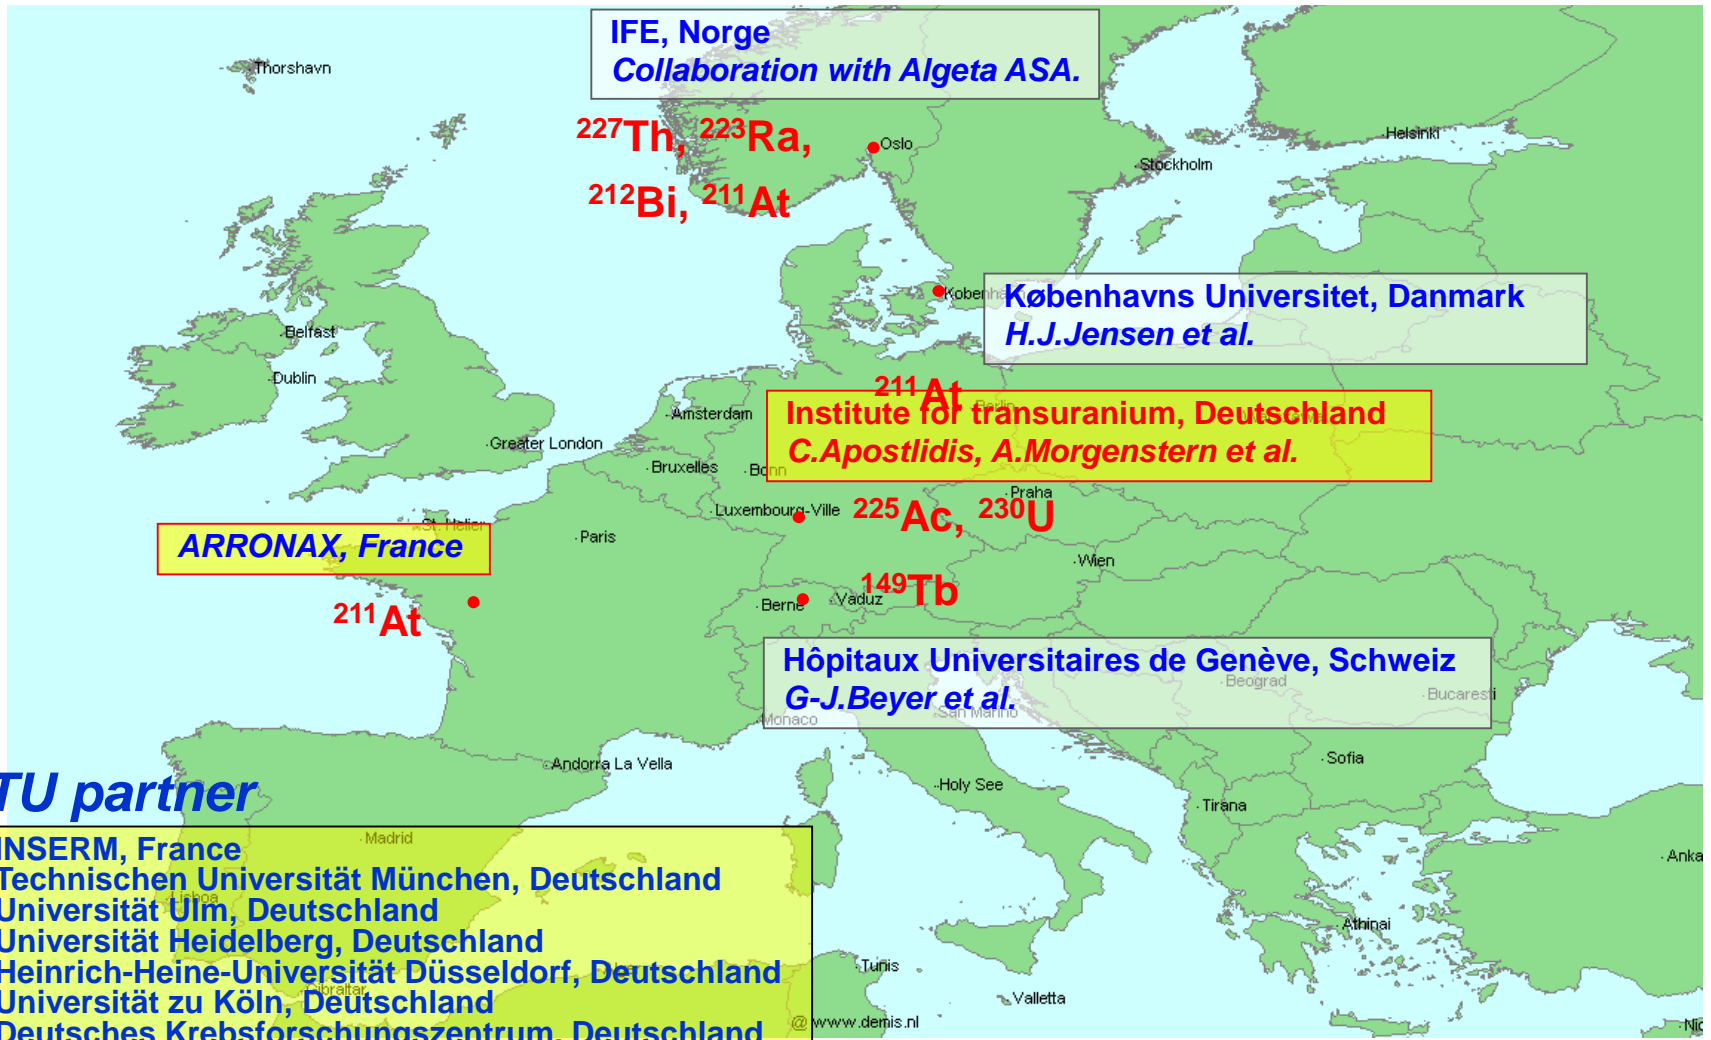 IFE, Norge
Collaboration with Algeta ASA.
Thorshavn
227Th, 223Ra,
Oslo
Helsinki
Stockholm
212Bi, 211At
København
Københavns Universitet, Danmark
H.J.Jensen et al.
Belfast
Dublin
211At
Amsterdam
Berlin
Institute for transuranium, Deutschland
C.Apostlidis, A.Morgenstern et al.
Greater London
Bruxelles
Bonn
Praha
Luxembourg-Ville
225Ac, 230U
St. Helier
ARRONAX, France
Paris
Wien
149Tb
Berne
Vaduz
211At
Hôpitaux Universitaires de Genève, Schweiz
G-J.Beyer et al.
Beograd
Bucaresti
Monaco
San Marino
Andorra La Vella
Sofia
Holy See
TU partner
Tirana
Madrid
INSERM, France
Anka
Technischen Universität München, Deutschland
Lisboa
Universität Ulm, Deutschland
Athinai
Universität Heidelberg, Deutschland
Heinrich-Heine-Universität Düsseldorf, Deutschland
Tunis
Gibraltar
Universität zu Köln, Deutschland
Valletta
Deutsches Krebsforschungszentrum, Deutschland
@ www.demis.nl
Nic